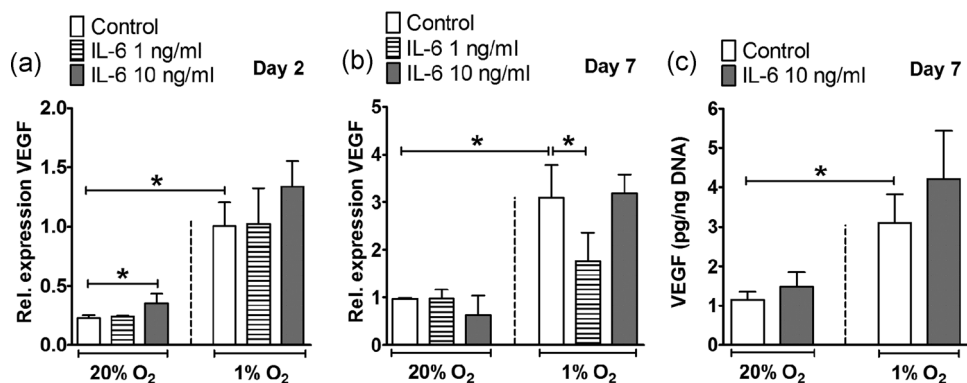 (a)
Control
IL-6 1 ng/ml
IL-6 10 ng/ml
Day 2
Rel. expression VEGF
2.0
1.5
1.0
0.5
0.0
*
*
20% O₂
1% O₂
(b)
Control
IL-6 1 ng/ml
IL-6 10 ng/ml
Day 7
Rel. expression VEGF
5
4
3
2
1
0
*
*
20% O₂
1% O₂
(c)
Control
IL-6 10 ng/ml
Day 7
VEGF (pg/ng DNA)
6
5
4
3
2
1
0
*
20% O₂
1% O₂